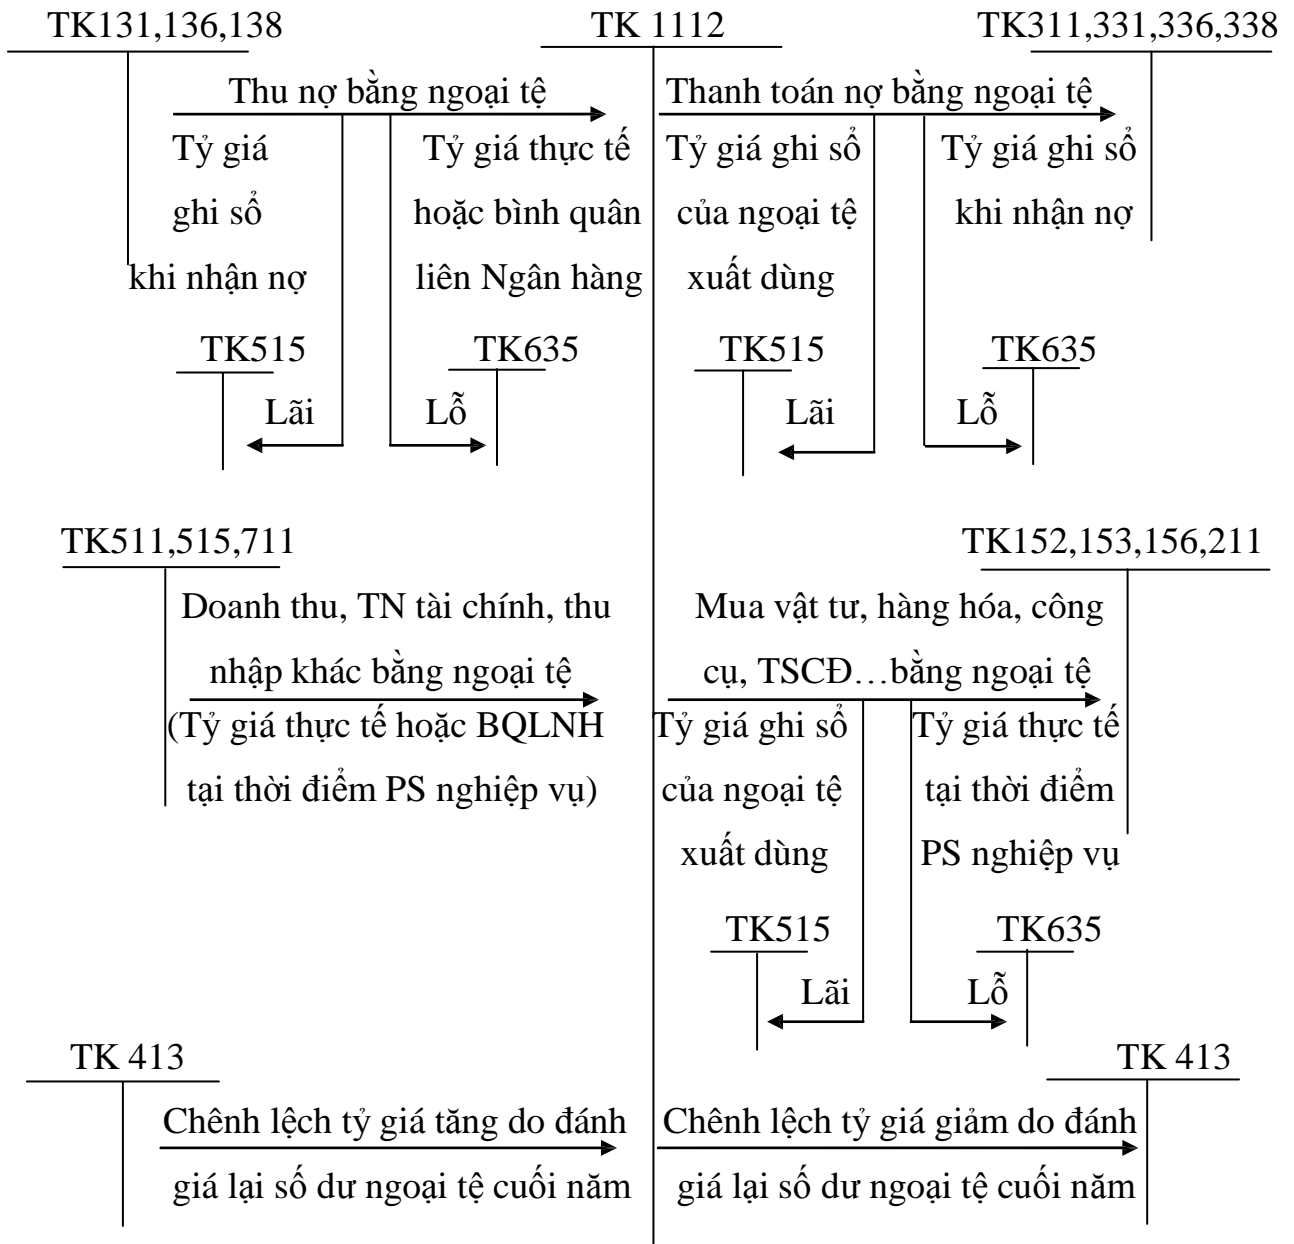 TK131,136,138
TK 1112
TK311,331,336,338
Thu nợ bằng ngoại tệ
Thanh toán nợ bằng ngoại tệ
Tỷ giá
ghi sổ
khi nhận nợ
Tỷ giá thực tế
hoặc bình quân
liên Ngân hàng
Tỷ giá ghi sổ
của ngoại tệ
xuất dùng
Tỷ giá ghi sổ
khi nhận nợ
TK515
TK635
TK515
TK635
Lãi
Lỗ
Lãi
Lỗ
TK511,515,711
TK152,153,156,211
Doanh thu, TN tài chính, thu
nhập khác bằng ngoại tệ
(Tỷ giá thực tế hoặc BQLNH
tại thời điểm PS nghiệp vụ)
Mua vật tư, hàng hóa, công
cụ, TSCĐ...bằng ngoại tệ
Tỷ giá ghi sổ
của ngoại tệ
xuất dùng
Tỷ giá thực tế
tại thời điểm
PS nghiệp vụ
TK515
TK635
Lãi
Lỗ
TK 413
TK 413
Chênh lệch tỷ giá tăng do đánh
giá lại số dư ngoại tệ cuối năm
Chênh lệch tỷ giá giảm do đánh
giá lại số dư ngoại tệ cuối năm